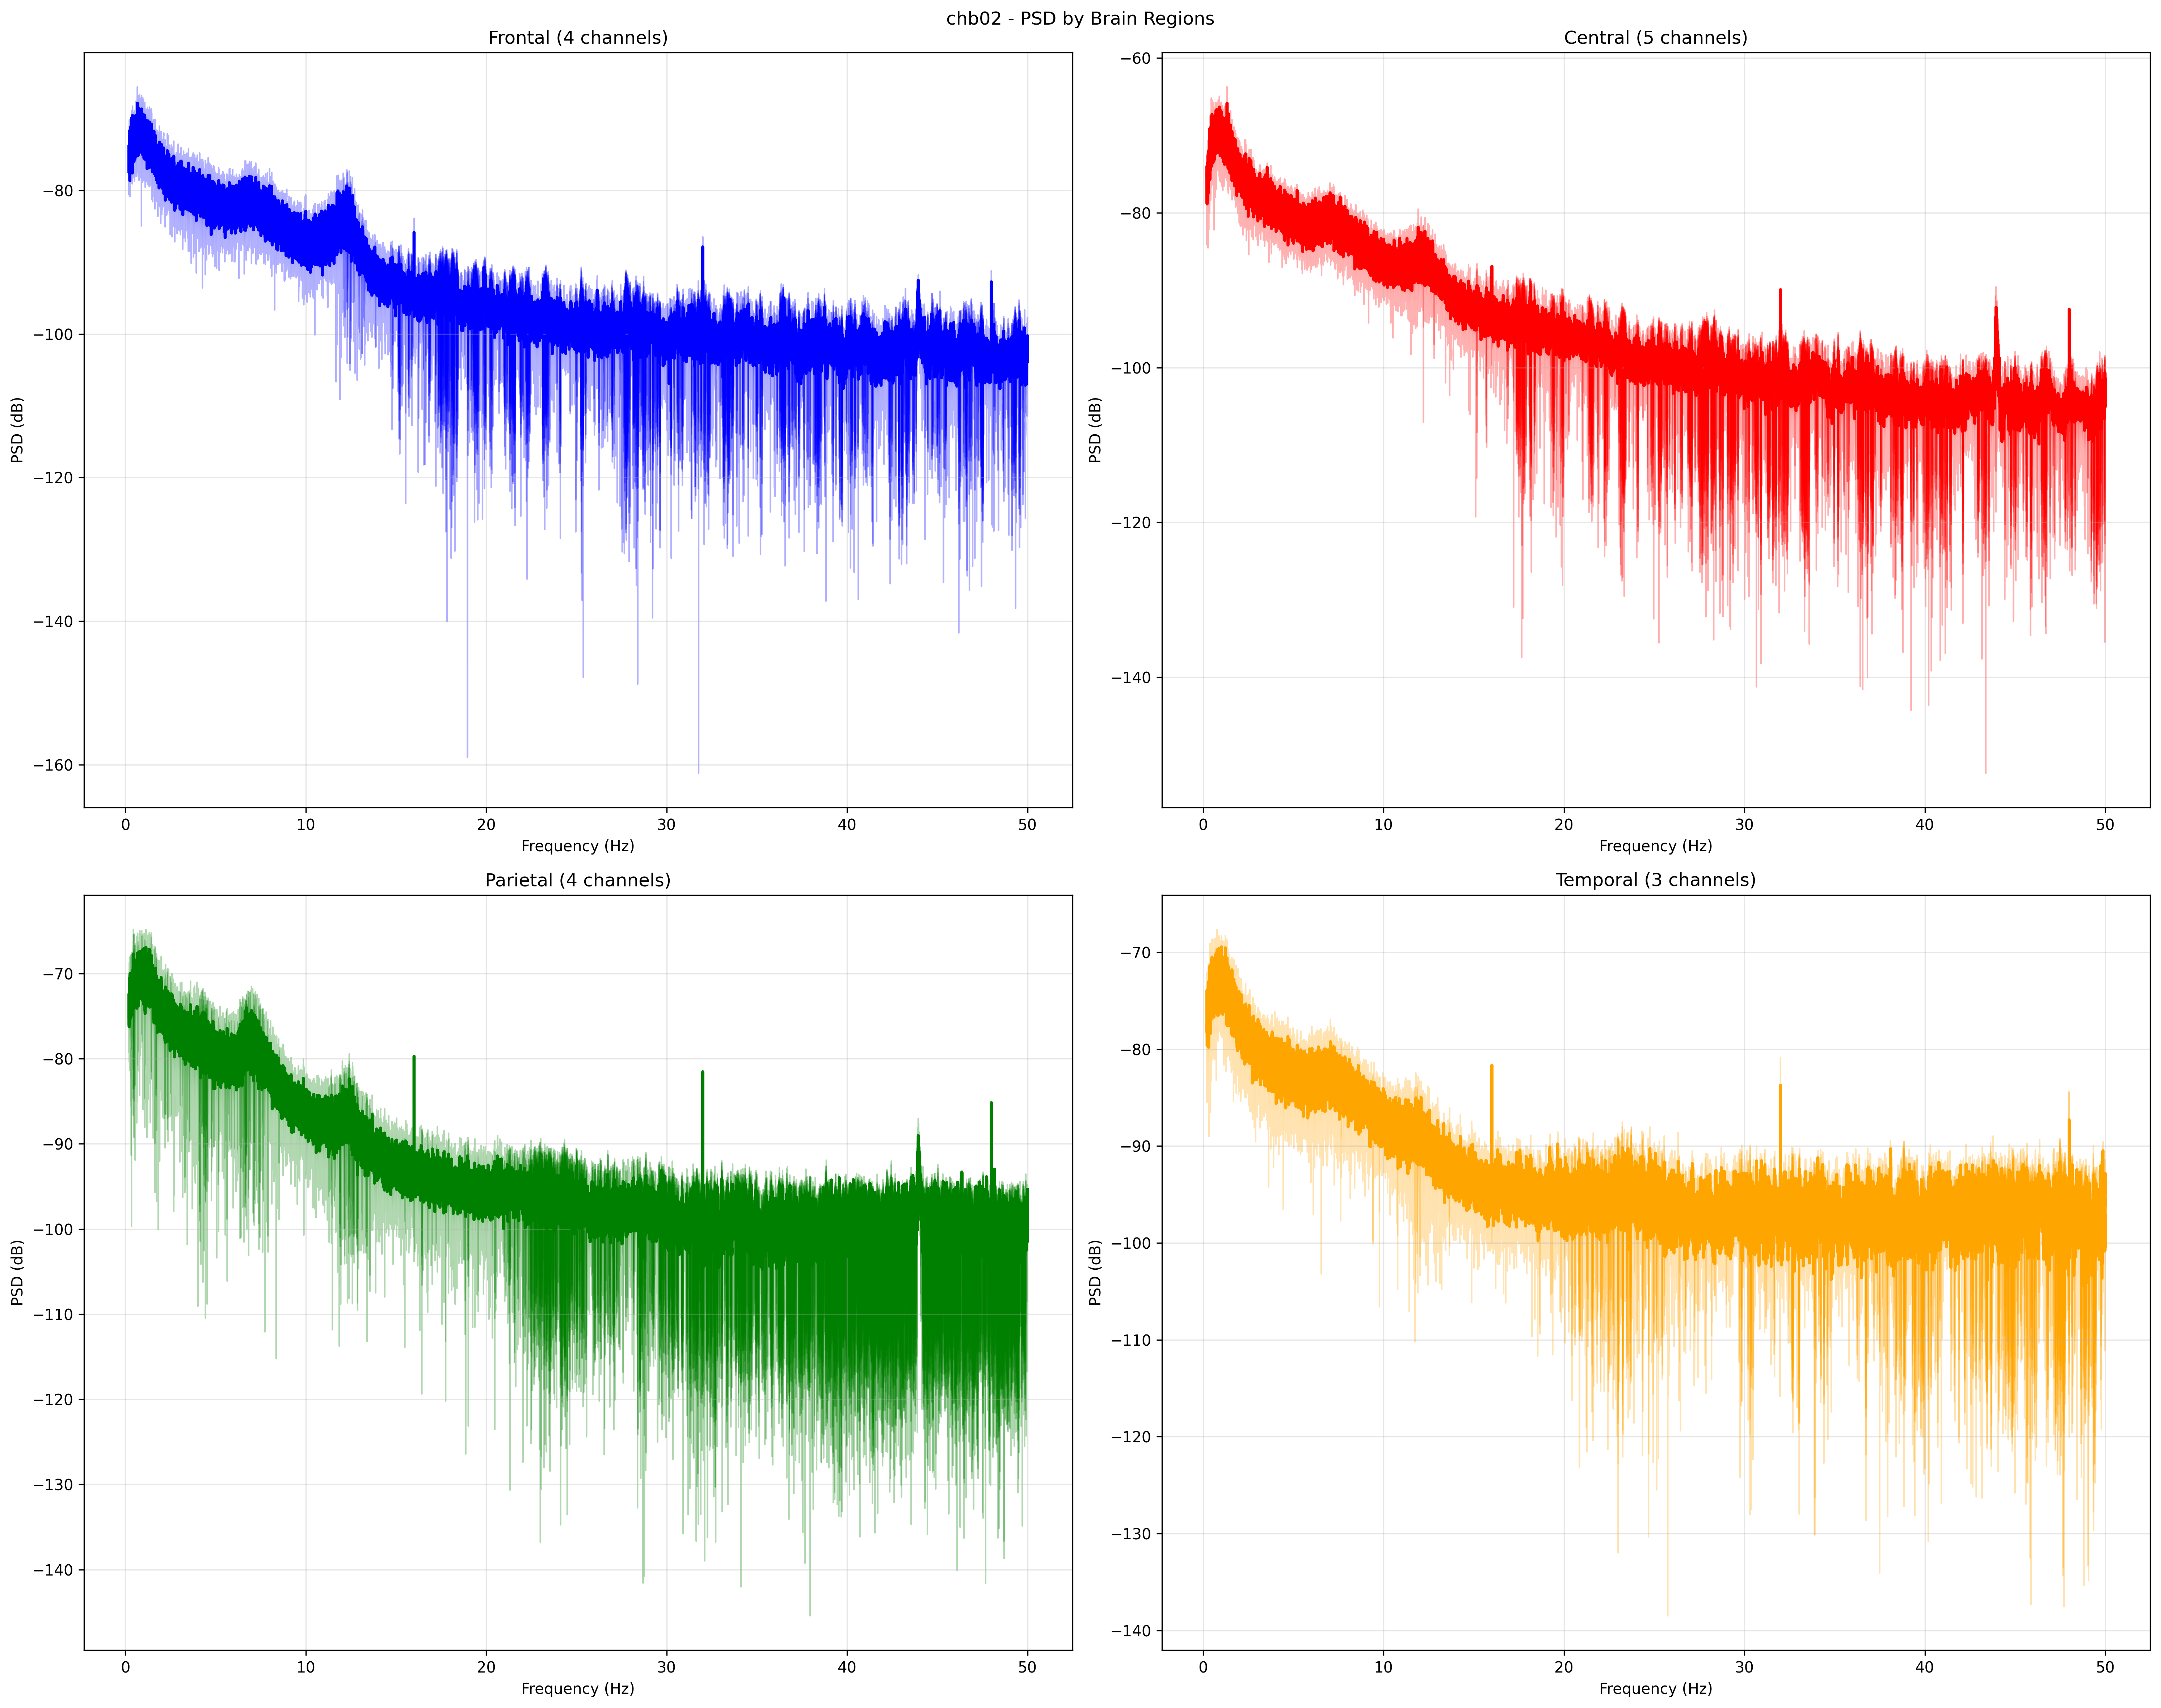 chb02 - PSD by Brain Regions
Frontal (4 channels)
−80
−100
−120
−140
−160
PSD (dB)
0 10 20 30 40 50
Frequency (Hz)
Central (5 channels)
−60
−80
−100
−120
−140
PSD (dB)
0 10 20 30 40 50
Frequency (Hz)
Parietal (4 channels)
−70
−80
−90
−100
−110
−120
−130
−140
PSD (dB)
0 10 20 30 40 50
Frequency (Hz)
Temporal (3 channels)
−70
−80
−90
−100
−110
−120
−130
−140
PSD (dB)
0 10 20 30 40 50
Frequency (Hz)